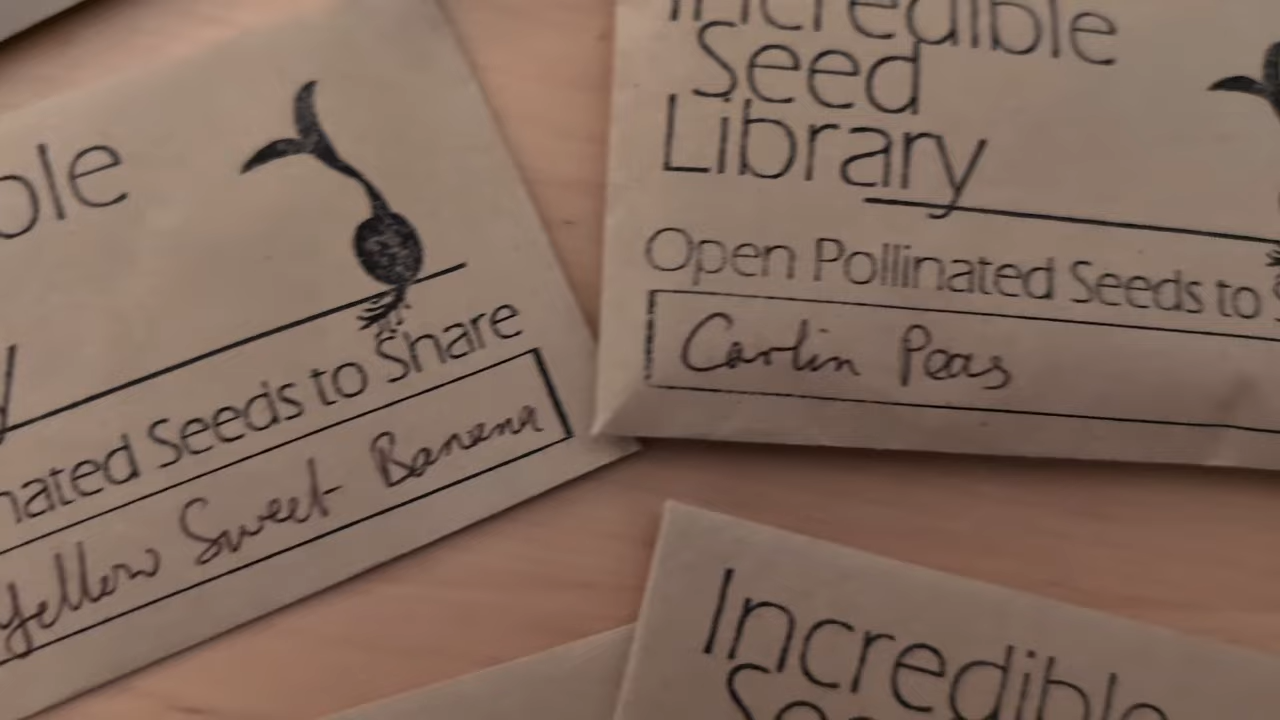 ble
nated Seeds to Share
Yellow Sweet Banana
Incredible
Seed
Library
Open Pollinated Seeds to
Carlin Peas
Incredible